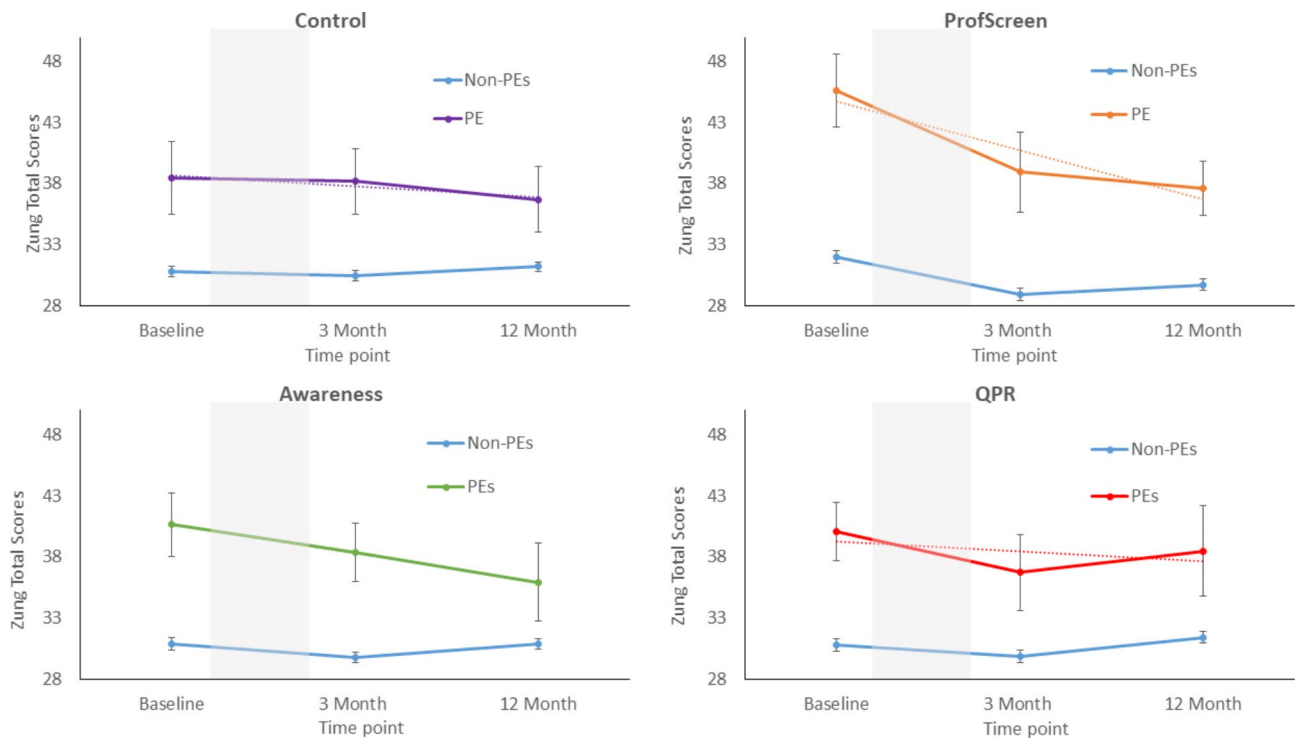 Control
48
43
38
33
28
Zung Total Scores
Non-PEs
PE
Baseline
3 Month
12 Month
Time point
ProfScreen
48
43
38
33
28
Zung Total Scores
Non-PEs
PE
Baseline
3 Month
12 Month
Time point
Awareness
48
43
38
33
28
Zung Total Scores
Non-PEs
PEs
Baseline
3 Month
12 Month
Time point
QPR
48
43
38
33
28
Zung Total Scores
Non-PEs
PEs
Baseline
3 Month
12 Month
Time point